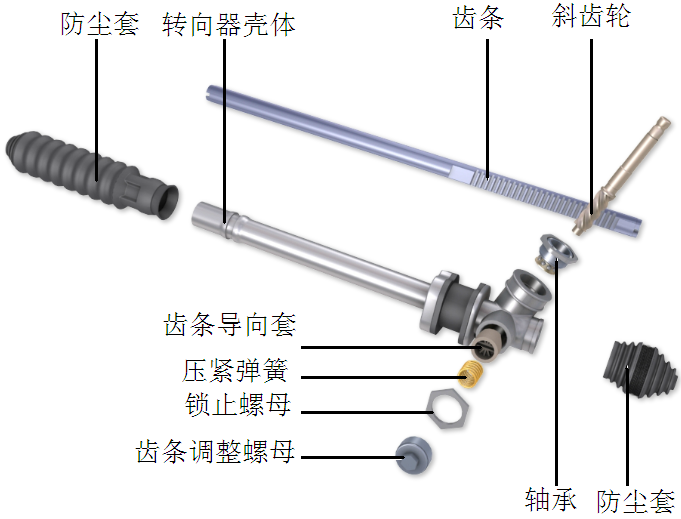 防尘套
转向器壳体
齿条
斜齿轮
齿条导向套
压紧弹簧
锁止螺母
齿条调整螺母
轴承
防尘套